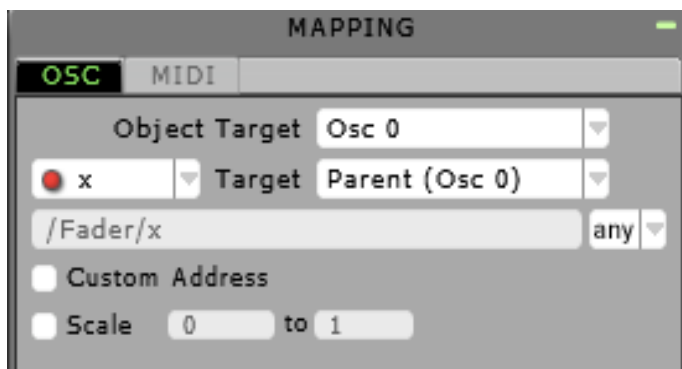 MAPPING
OSC MIDI
Object Target Osc 0
x Target Parent (Osc 0)
/Fader/x any
Custom Address
Scale 0 to 1